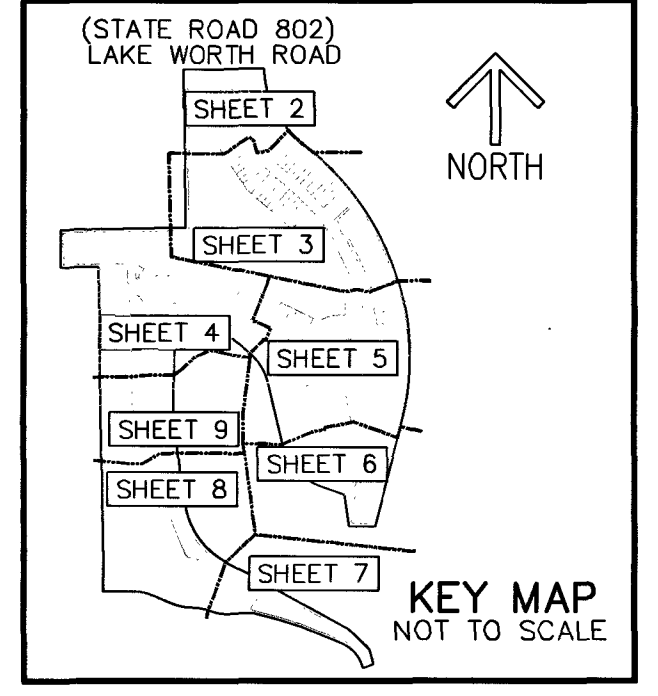 (STATE ROAD 802)
LAKE WORTH ROAD
SHEET 2
NORTH
SHEET 3
SHEET 4
SHEET 5
SHEET 9
SHEET 6
SHEET 8
SHEET 7
KEY MAP
NOT TO SCALE